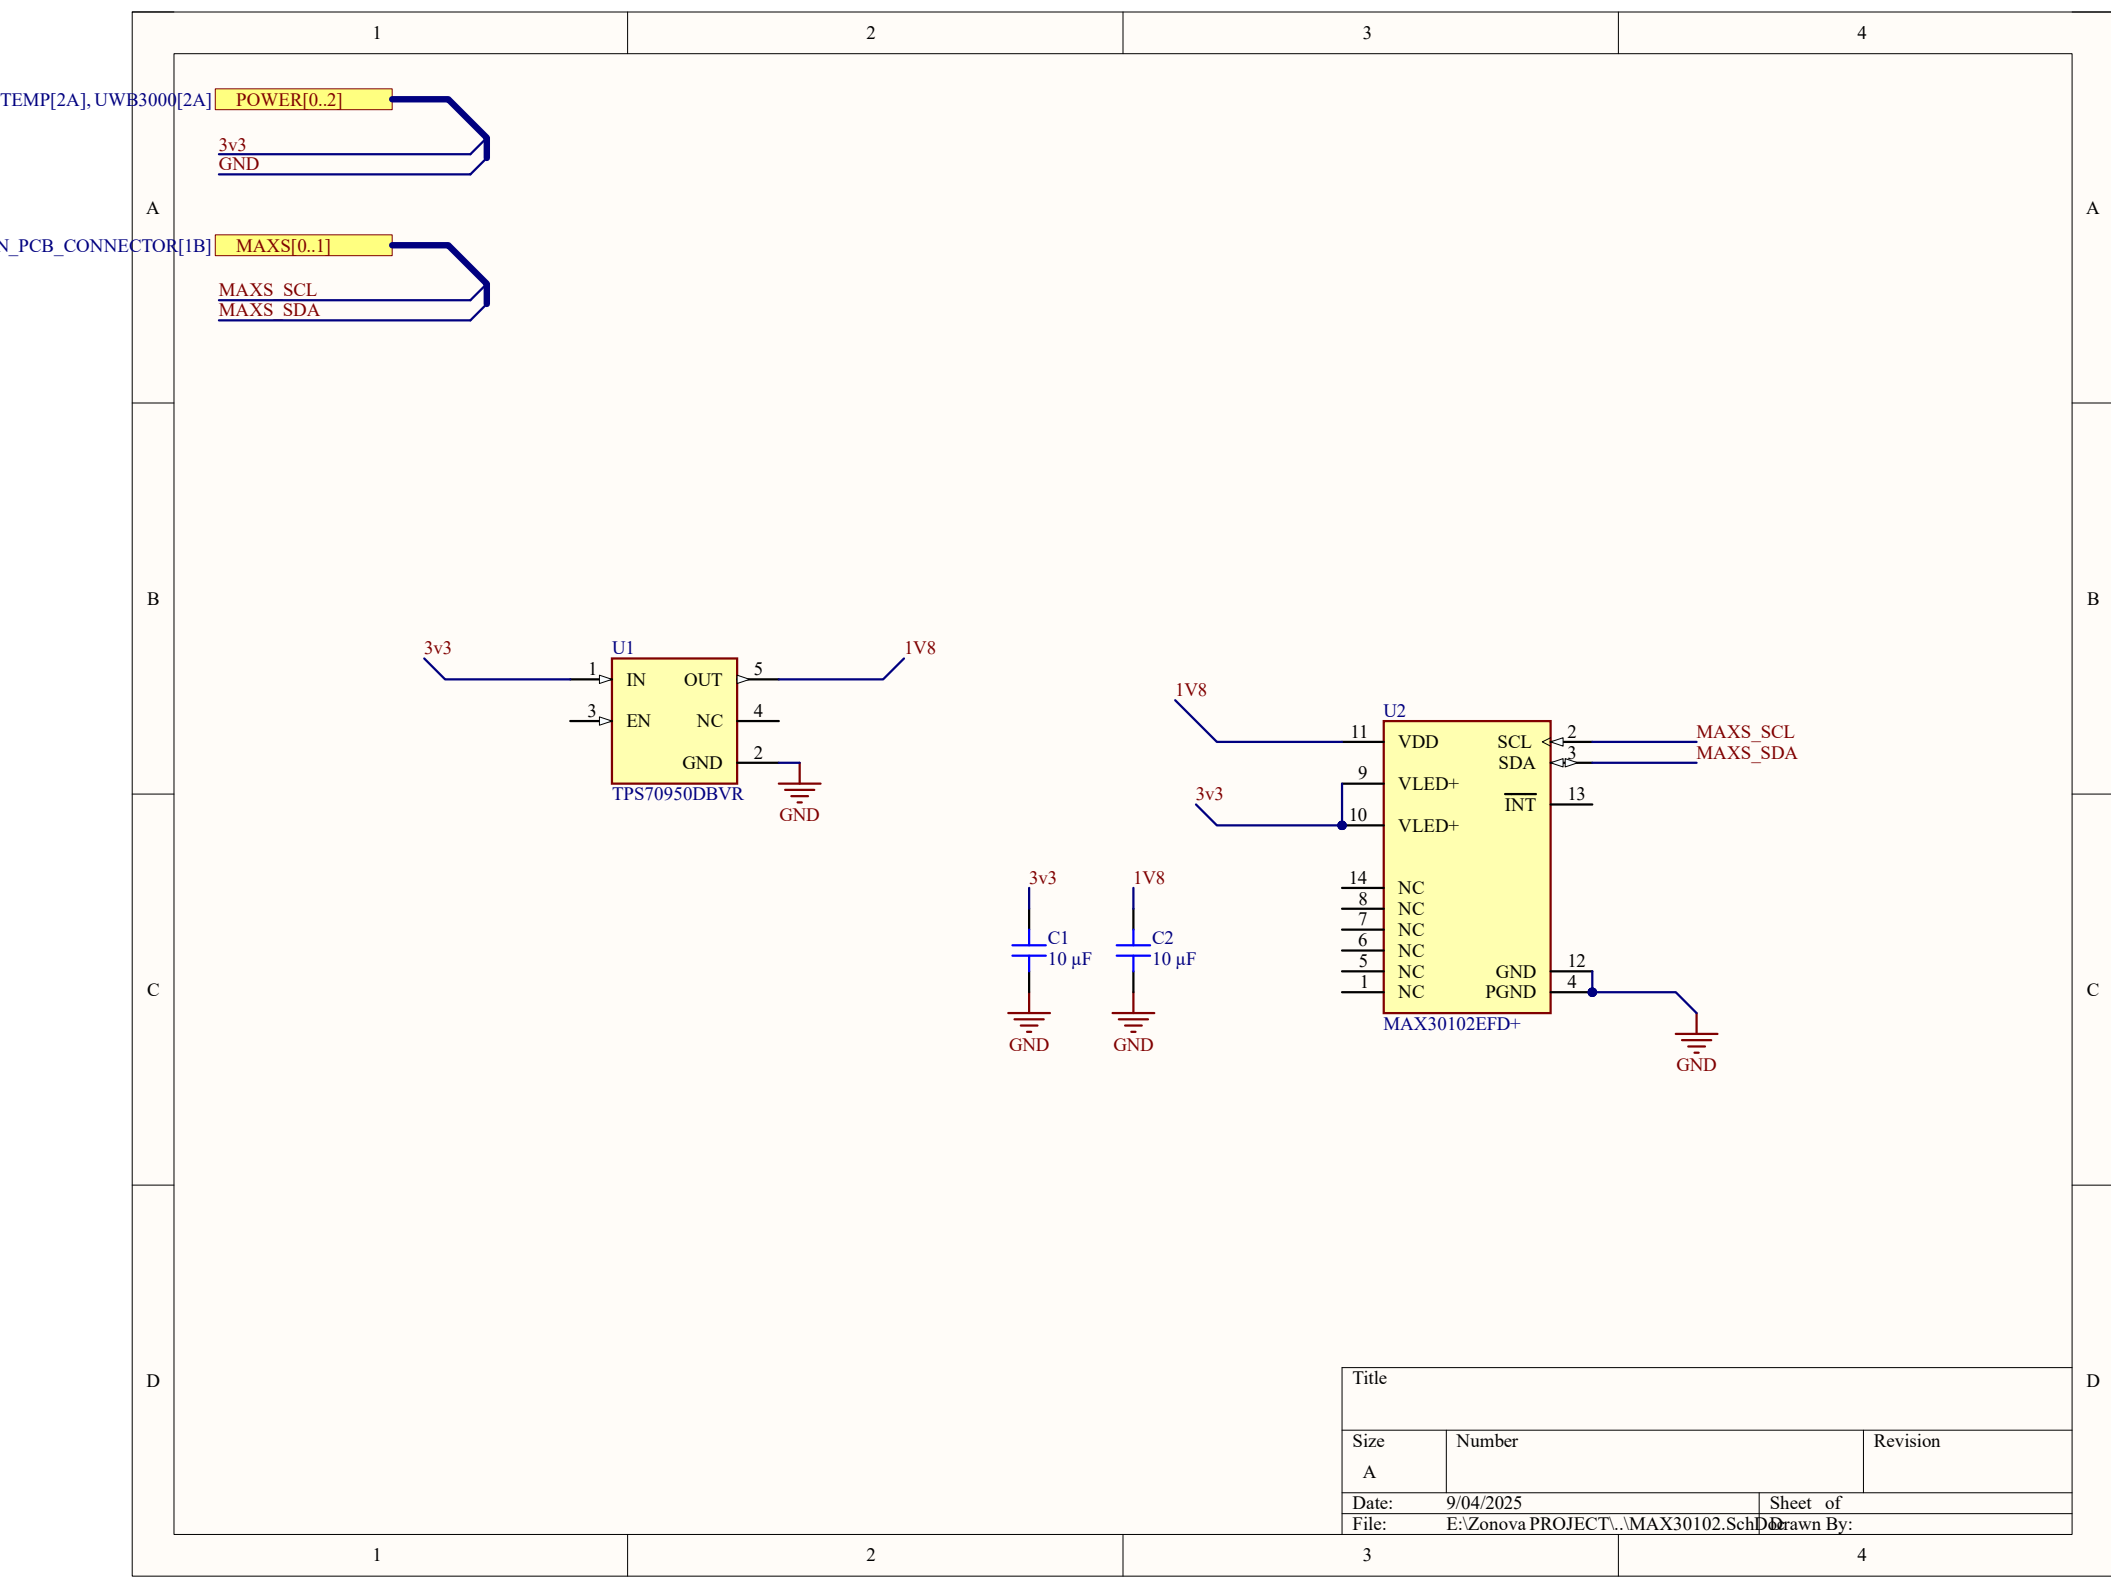 1 2 3 4
TEMP[2A], UWB3000[2A] POWER[0..2]
3v3
GND
A A
N_PCB_CONNECTOR[1B] MAXS[0..1]
MAXS_SCL
MAXS_SDA
B B
3v3 U1 1V8
1 IN OUT 5
3 EN NC 4
GND 2
TPS70950DBVR
GND
1V8
U2
11 VDD SCL 2 MAXS_SCL
SDA 3 MAXS_SDA
9 VLED+
3v3 INT 13
10 VLED+
3v3 1V8
14 NC
8 NC
7 NC
6 NC
5 NC GND 12
1 NC PGND 4
MAX30102EFD+
GND
C1
10 µF
C2
10 µF
GND GND
C C
D D
Title
Size Number Revision
A
Date: 9/04/2025 Sheet of
File: E:\Zonova PROJECT\..\MAX30102.SchDoc Drawn By:
1 2 3 4